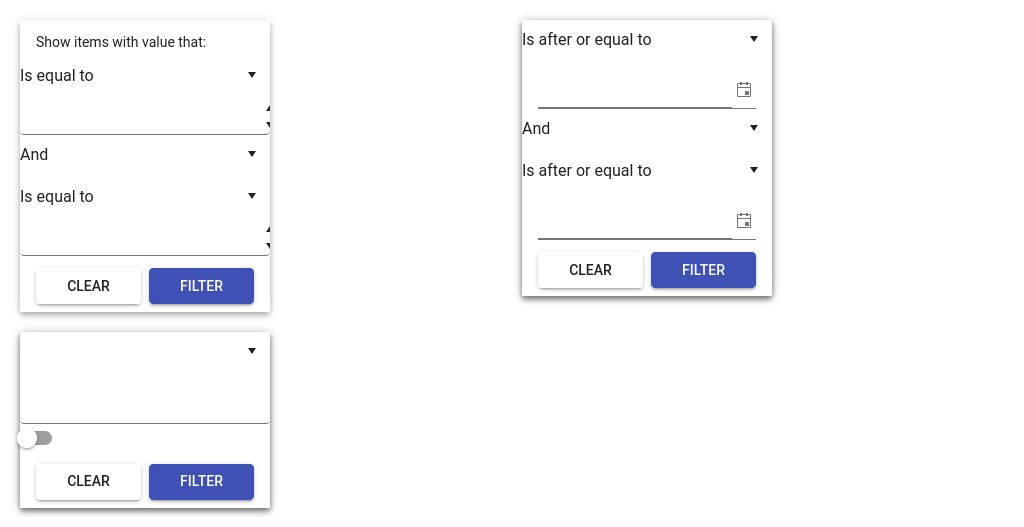 Show items with value that:
Is equal to
And
Is equal to
CLEAR FILTER
Is after or equal to
And
Is after or equal to
CLEAR FILTER
CLEAR FILTER